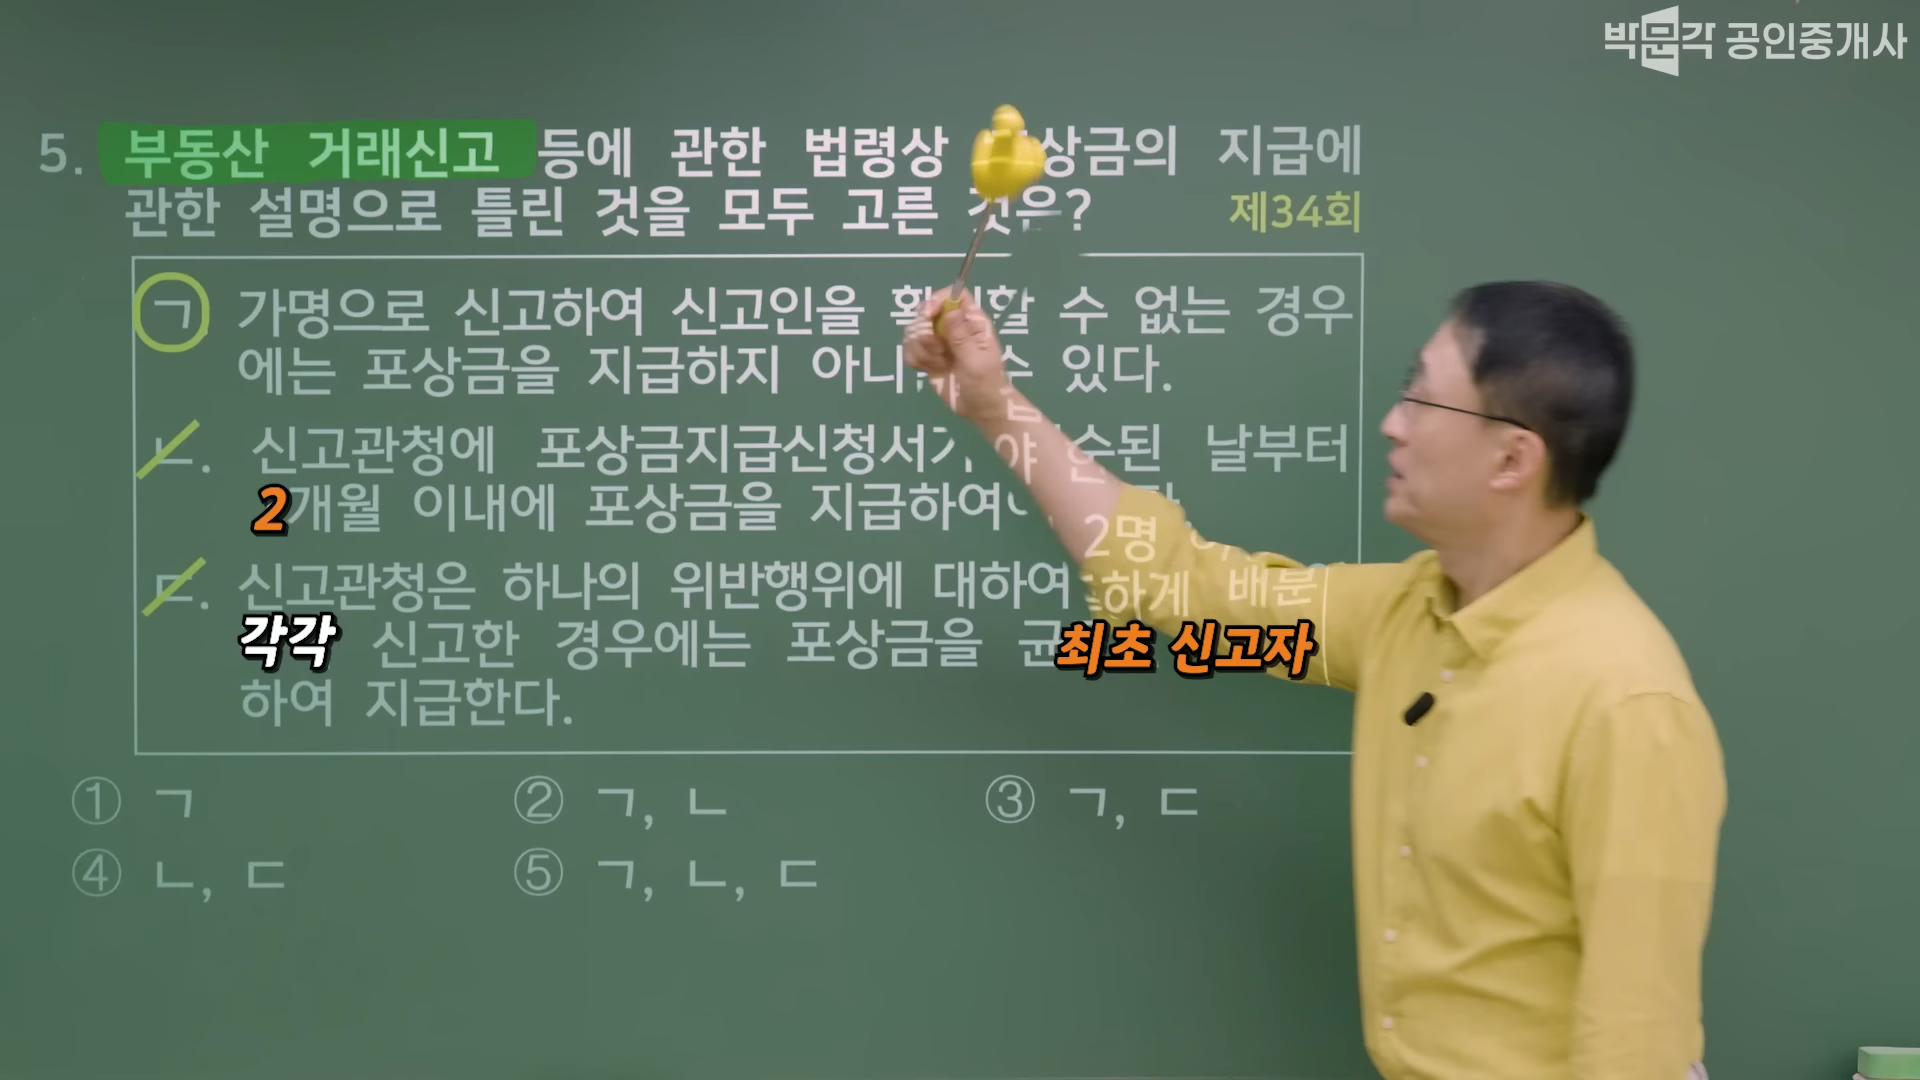 박문각 공인중개사
5. 부동산 거래신고 등에 관한 법령상 상금의 지급에
관한 설명으로 틀린 것을 모두 고른 것은?
제34회
ㄱ 가명으로 신고하여 신고인을 수 없는 경우
에는 포상금을 지급하지 수 있다.
ㄴ. 신고관청에 포상금지급신청서가 날부터
2개월 이내에 포상금을 지급하여야
ㄷ. 신고관청은 하나의 위반행위에 대하여 2명
각각 신고한 경우에는 포상금을 하게 배분
최초 신고자
하여 지급한다.
① ㄱ
② ㄱ, ㄴ
③ ㄱ, ㄷ
④ ㄴ, ㄷ
⑤ ㄱ, ㄴ, ㄷ